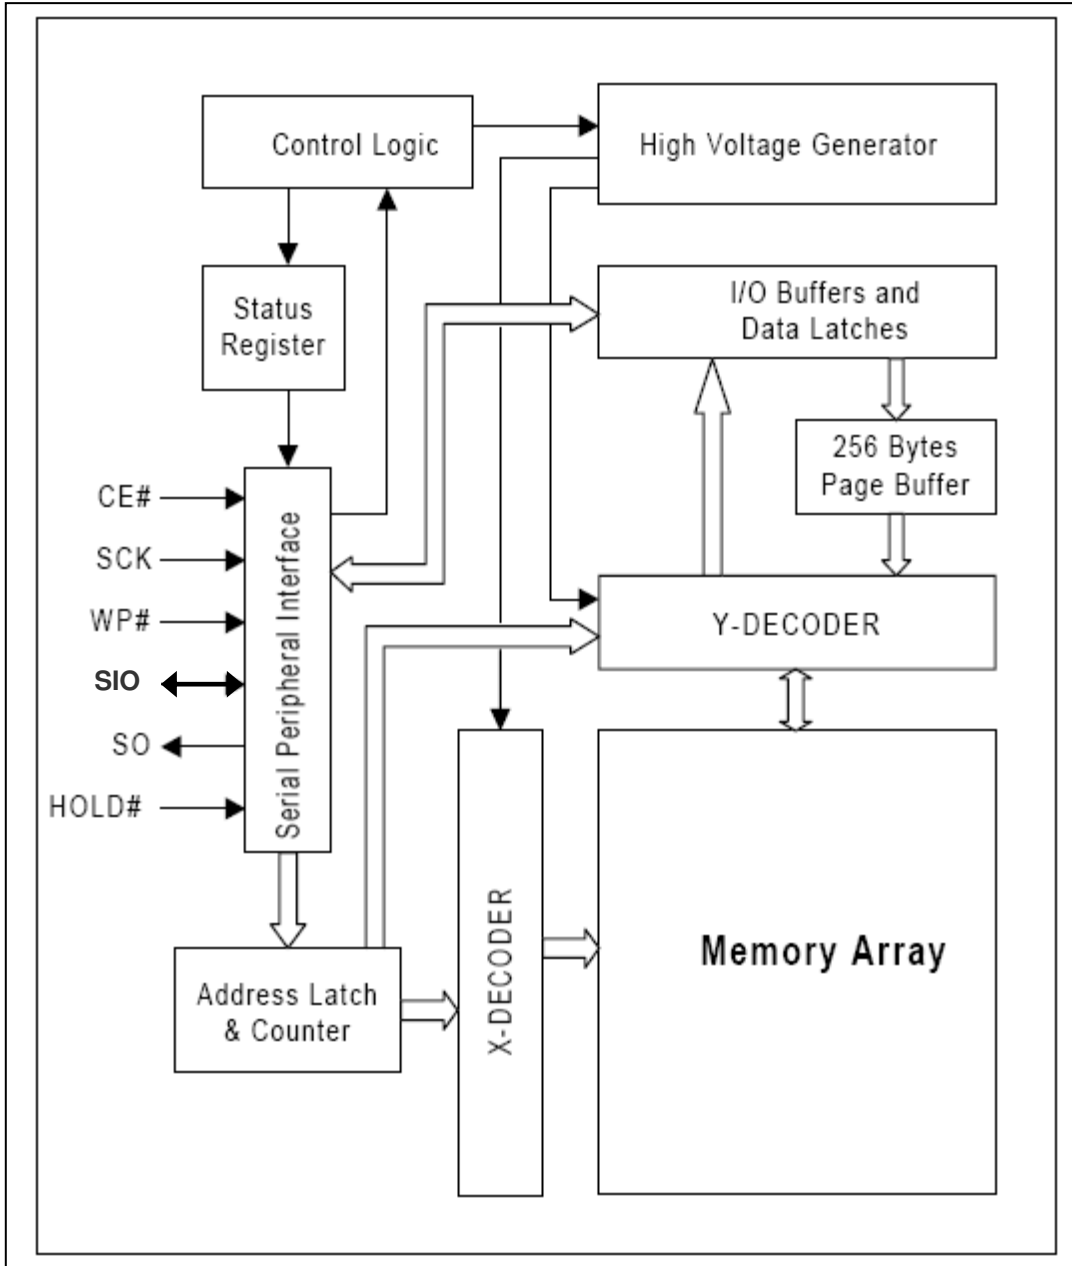 Control Logic
High Voltage Generator
Status
Register
I/O Buffers and
Data Latches
256 Bytes
Page Buffer
CE#
SCK
WP#
SIO
SO
HOLD#
Serial Peripheral Interface
Y-DECODER
Address Latch
& Counter
X-DECODER
Memory Array